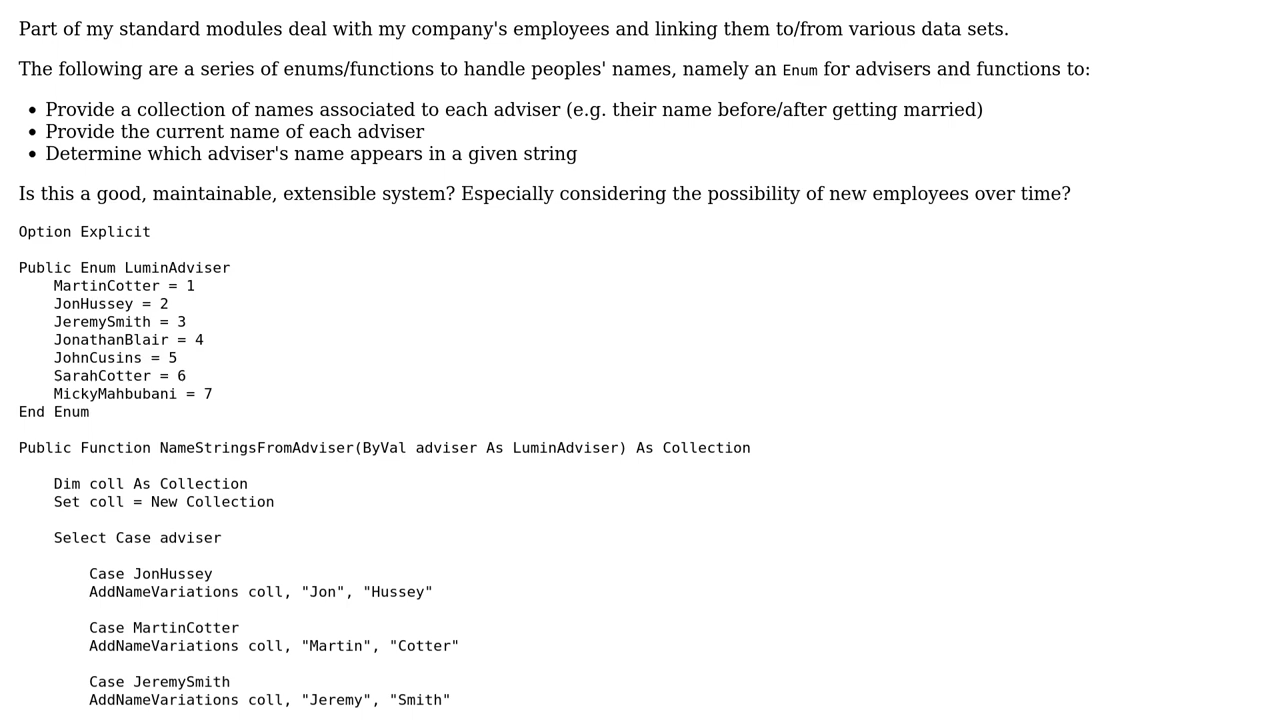 Part of my standard modules deal with my company's employees and linking them to/from various data sets.
The following are a series of enums/functions to handle peoples' names, namely an Enum for advisers and functions to:
• Provide a collection of names associated to each adviser (e.g. their name before/after getting married)
• Provide the current name of each adviser
• Determine which adviser's name appears in a given string
Is this a good, maintainable, extensible system? Especially considering the possibility of new employees over time?
Option Explicit
Public Enum LuminAdviser
    MartinCotter = 1
    JonHussey = 2
    JeremySmith = 3
    JonathanBlair = 4
    JohnCusins = 5
    SarahCotter = 6
    MickyMahbubani = 7
End Enum
Public Function NameStringsFromAdviser(ByVal adviser As LuminAdviser) As Collection
    Dim coll As Collection
    Set coll = New Collection
    Select Case adviser
        Case JonHussey
        AddNameVariations coll, "Jon", "Hussey"
        Case MartinCotter
        AddNameVariations coll, "Martin", "Cotter"
        Case JeremySmith
        AddNameVariations coll, "Jeremy", "Smith"